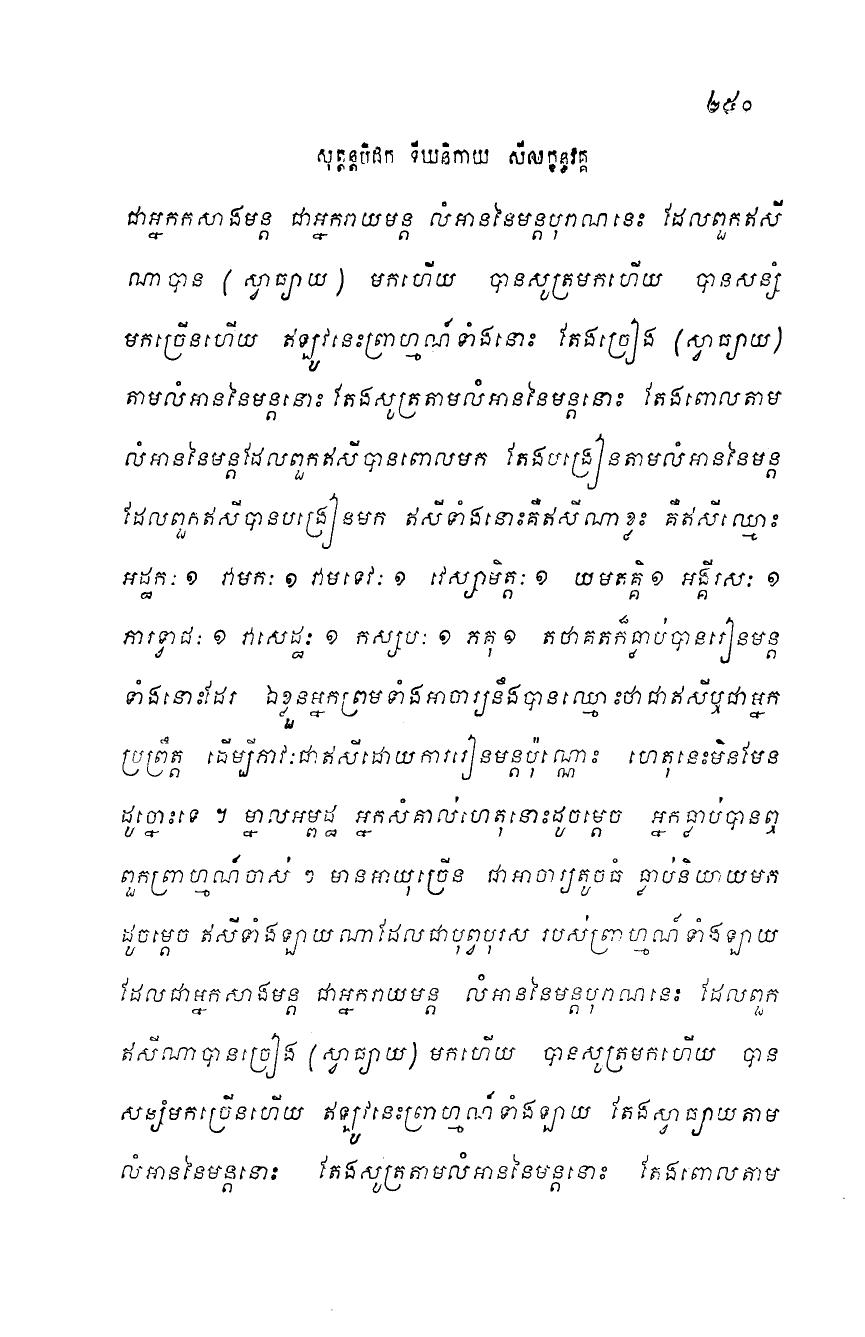 ២៥០
សុត្តន្តបិដក ទីឃនិកាយ សីលក្ខន្ធវគ្គ
ជាអ្នកកសាងមន្ត ជាអ្នករាយមន្ត លំអាននៃមន្តបុរាណនេះ ដែលពួកឥសី
ណាបាន (ស្វាធ្យាយ) មកហើយ បានសូត្រមកហើយ បានសន្សំ
មកច្រើនហើយ ឥឡូវនេះព្រាហ្មណ៍ទាំងនោះ តែងច្រៀង (ស្វាធ្យាយ)
តាមលំអាននៃមន្តនោះ តែងសូត្រតាមលំអាននៃមន្តនោះ តែងពោលតាម
លំអាននៃមន្តដែលពួកឥសីបានពោលមក តែងបង្រៀនតាមលំអាននៃមន្ត
ដែលពួកឥសីបានបង្រៀនមក ឥសីទាំងនោះគឺឥសីណាខ្លះ គឺឥសីឈ្មោះ
អដ្ឋកៈ ១ វាមកៈ ១ វាមទេវៈ ១ វេស្សាមិត្តៈ ១ យមតគ្គិ ១ អង្គីរសៈ ១
ភារទ្វាជៈ ១ វាសេដ្ឋៈ ១ កស្សបៈ ១ ភគុ ១ តថាគតក៏ធ្លាប់បានរៀនមន្ត
ទាំងនោះដែរ ឯខ្លួនអ្នកព្រមទាំងអាចារ្យនឹងបានឈ្មោះថាជាឥសីឬជាអ្នក
ប្រព្រឹត្ត ដើម្បីភាវៈជាឥសីដោយការរៀនមន្តប៉ុណ្ណោះ ហេតុនេះមិនមែន
ដូច្នោះទេ ។ ម្នាលអម្ពដ្ឋ អ្នកសំគាល់ហេតុនោះដូចម្តេច អ្នកធ្លាប់បានឮ
ពួកព្រាហ្មណ៍ចាស់ ៗ មានអាយុច្រើន ជាអាចារ្យតូចធំ ធ្លាប់និយាយមក
ដូចម្តេច ឥសីទាំងឡាយណាដែលជាបុព្វបុរស របស់ព្រាហ្មណ៍ទាំងឡាយ
ដែលជាអ្នកសាងមន្ត ជាអ្នករាយមន្ត លំអាននៃមន្តបុរាណនេះ ដែលពួក
ឥសីណាបានច្រៀង (ស្វាធ្យាយ) មកហើយ បានសូត្រមកហើយ បាន
សន្សំមកច្រើនហើយ ឥឡូវនេះព្រាហ្មណ៍ទាំងឡាយ តែងស្វាធ្យាយតាម
លំអាននៃមន្តនោះ តែងសូត្រតាមលំអាននៃមន្តនោះ តែងពោលតាម